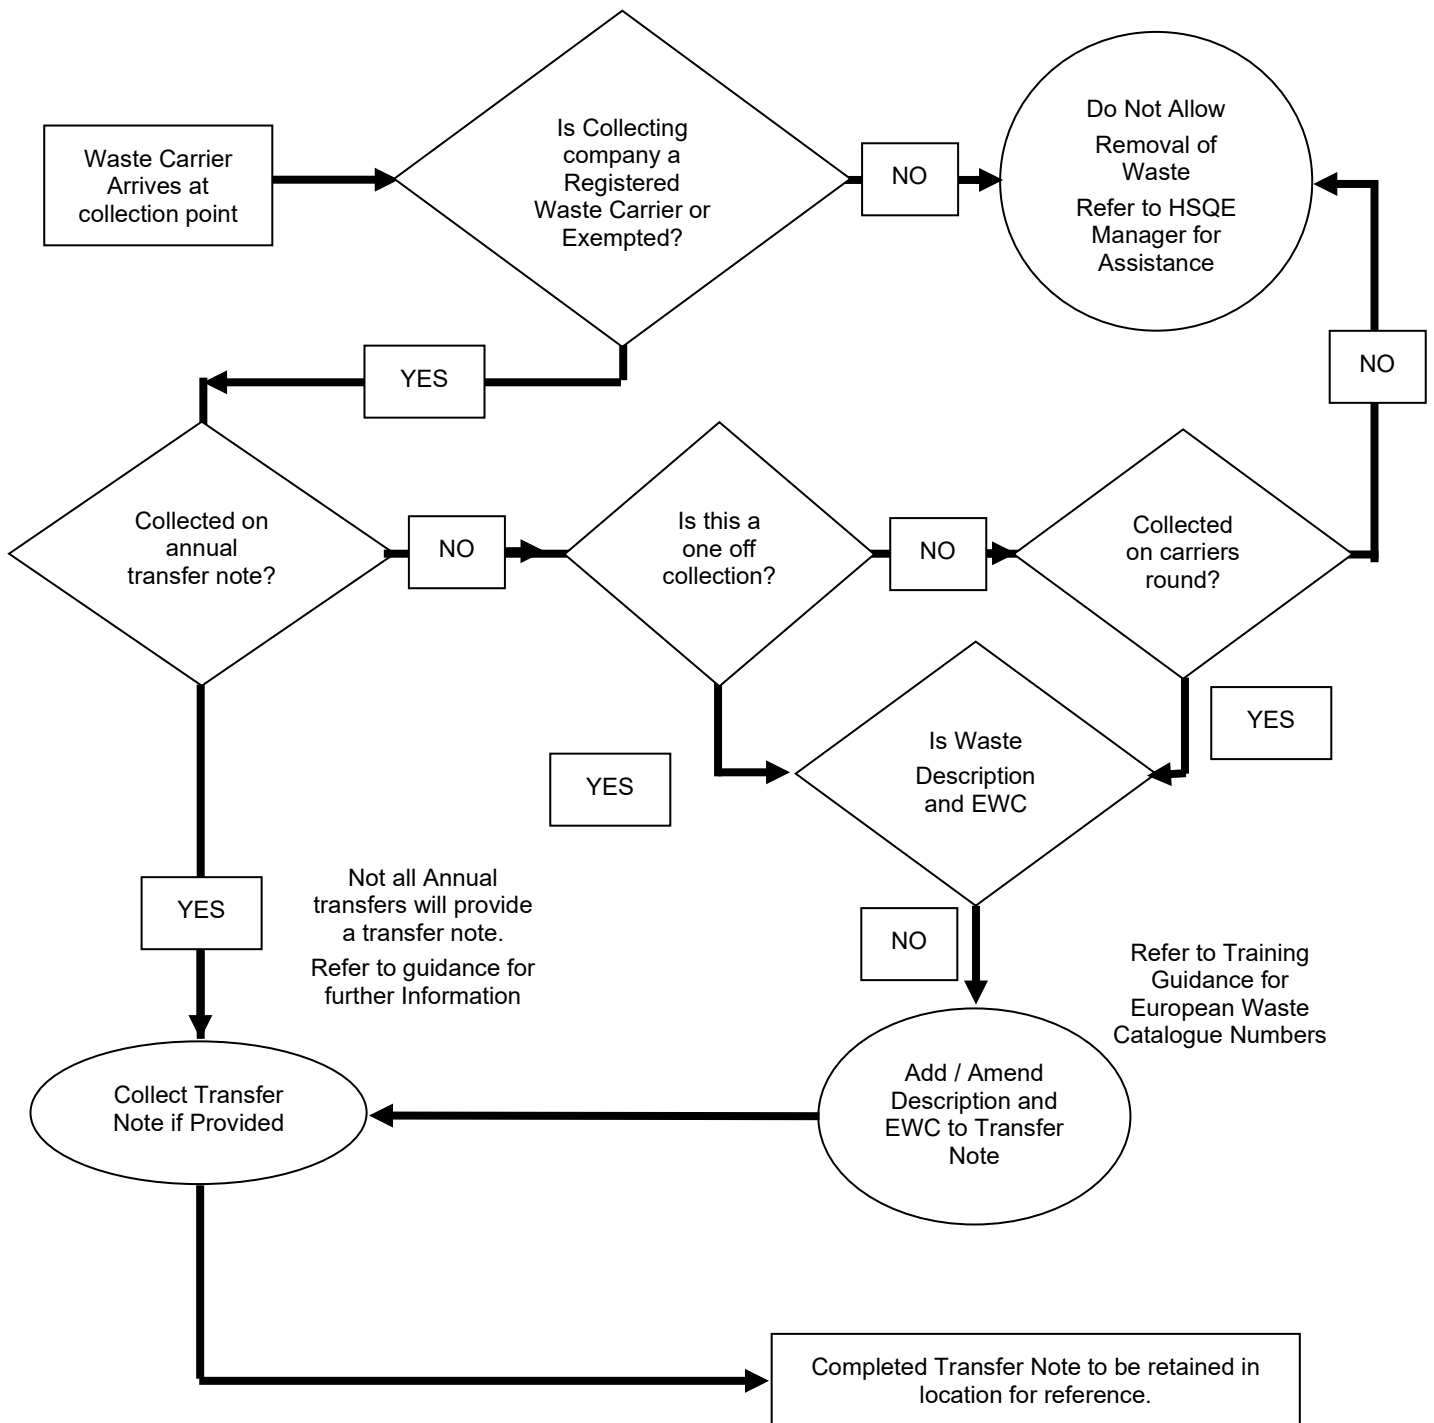 Waste Carrier
Arrives at
collection point
Is Collecting
company a
Registered
Waste Carrier or
Exempted?
NO
Do Not Allow
Removal of
Waste
Refer to HSQE
Manager for
Assistance
YES
NO
Collected on
annual
transfer note?
NO
Is this a
one off
collection?
NO
Collected
on carriers
round?
YES
Is Waste
Description
and EWC
YES
YES
Not all Annual
transfers will provide
a transfer note.
Refer to guidance for
further Information
NO
Refer to Training
Guidance for
European Waste
Catalogue Numbers
Collect Transfer
Note if Provided
Add / Amend
Description and
EWC to Transfer
Note
Completed Transfer Note to be retained in
location for reference.